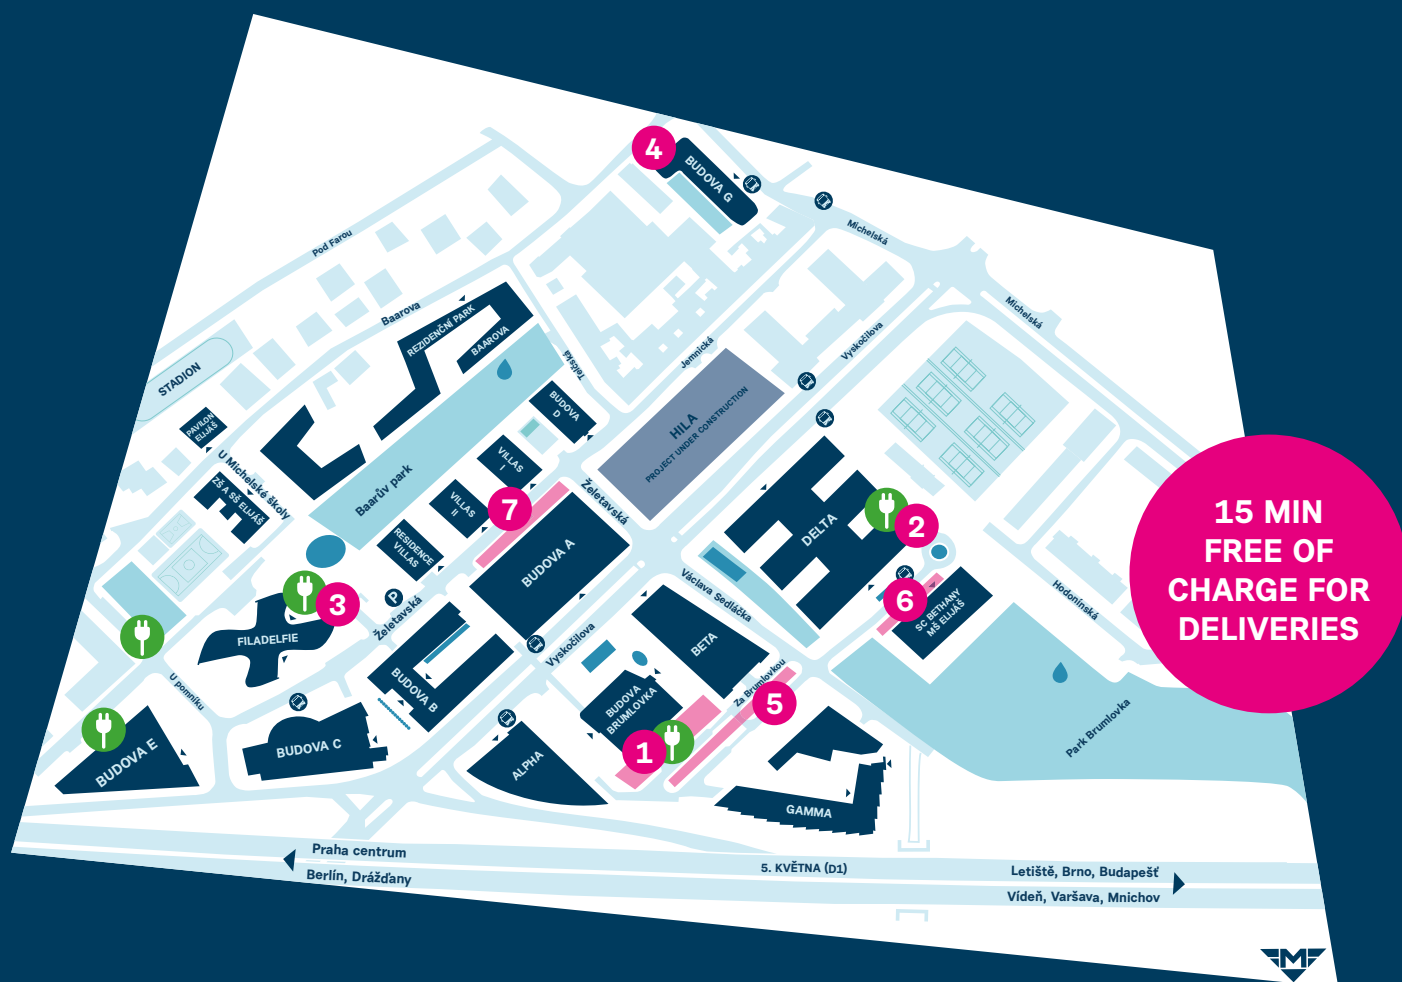 4
BUDOVA G
Michelská
Pod Farou
Michelská
Baarova
REZIDENČNÍ PARK
BAAROVA
Telčská
Jemnická
Vyskočilova
STADION
PAVILON
ELIJÁŠ
U Michelské školy
ZŠ A SŠ ELIJÁŠ
Baarův park
BUDOVA
D
VILLAS
I
VILLAS
II
RESIDENCE
VILLAS
7
HILA
PROJECT UNDER CONSTRUCTION
Želetavská
BUDOVA A
DELTA
2
15 MIN
FREE OF
CHARGE FOR
DELIVERIES
6
SC BETHANY
MŠ ELIJÁŠ
Hodonínská
Václava Sedláčka
3
P
FILADELFIE
Želetavská
Vyskočilova
BETA
BUDOVA B
BUDOVA
BRUMLOVKA
Za Brumlovkou
5
1
U pomníku
BUDOVA E
BUDOVA C
ALPHA
GAMMA
Park Brumlovka
Praha centrum
Berlín, Drážďany
5. KVĚTNA (D1)
Letiště, Brno, Budapešť
Vídeň, Varšava, Mnichov
M